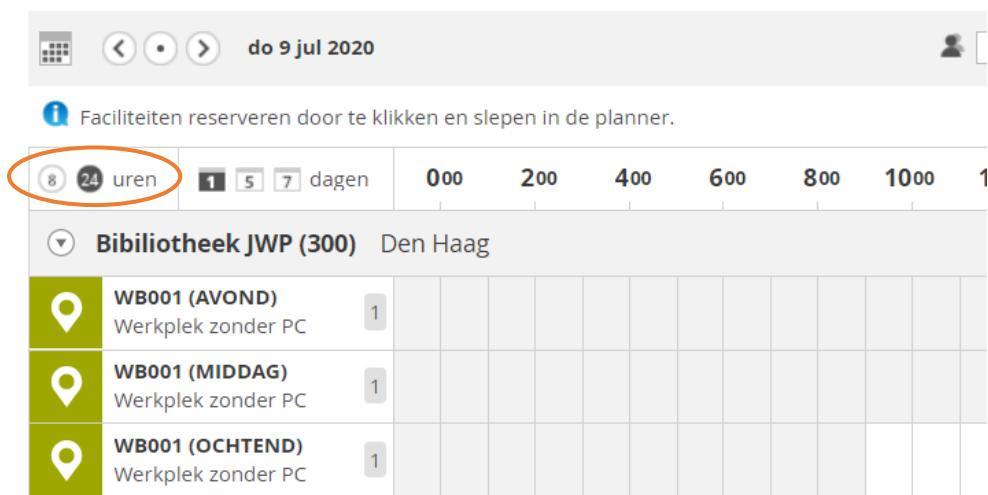 do 9 jul 2020
Faciliteiten reserveren door te klikken en slepen in de planner.
8 24 uren 1 5 7 dagen 000 200 400 600 800 1000 1
Bibiliotheek JWP (300) Den Haag
WB001 (AVOND)
Werkplek zonder PC
1
WB001 (MIDDAG)
Werkplek zonder PC
1
WB001 (OCHTEND)
Werkplek zonder PC
1